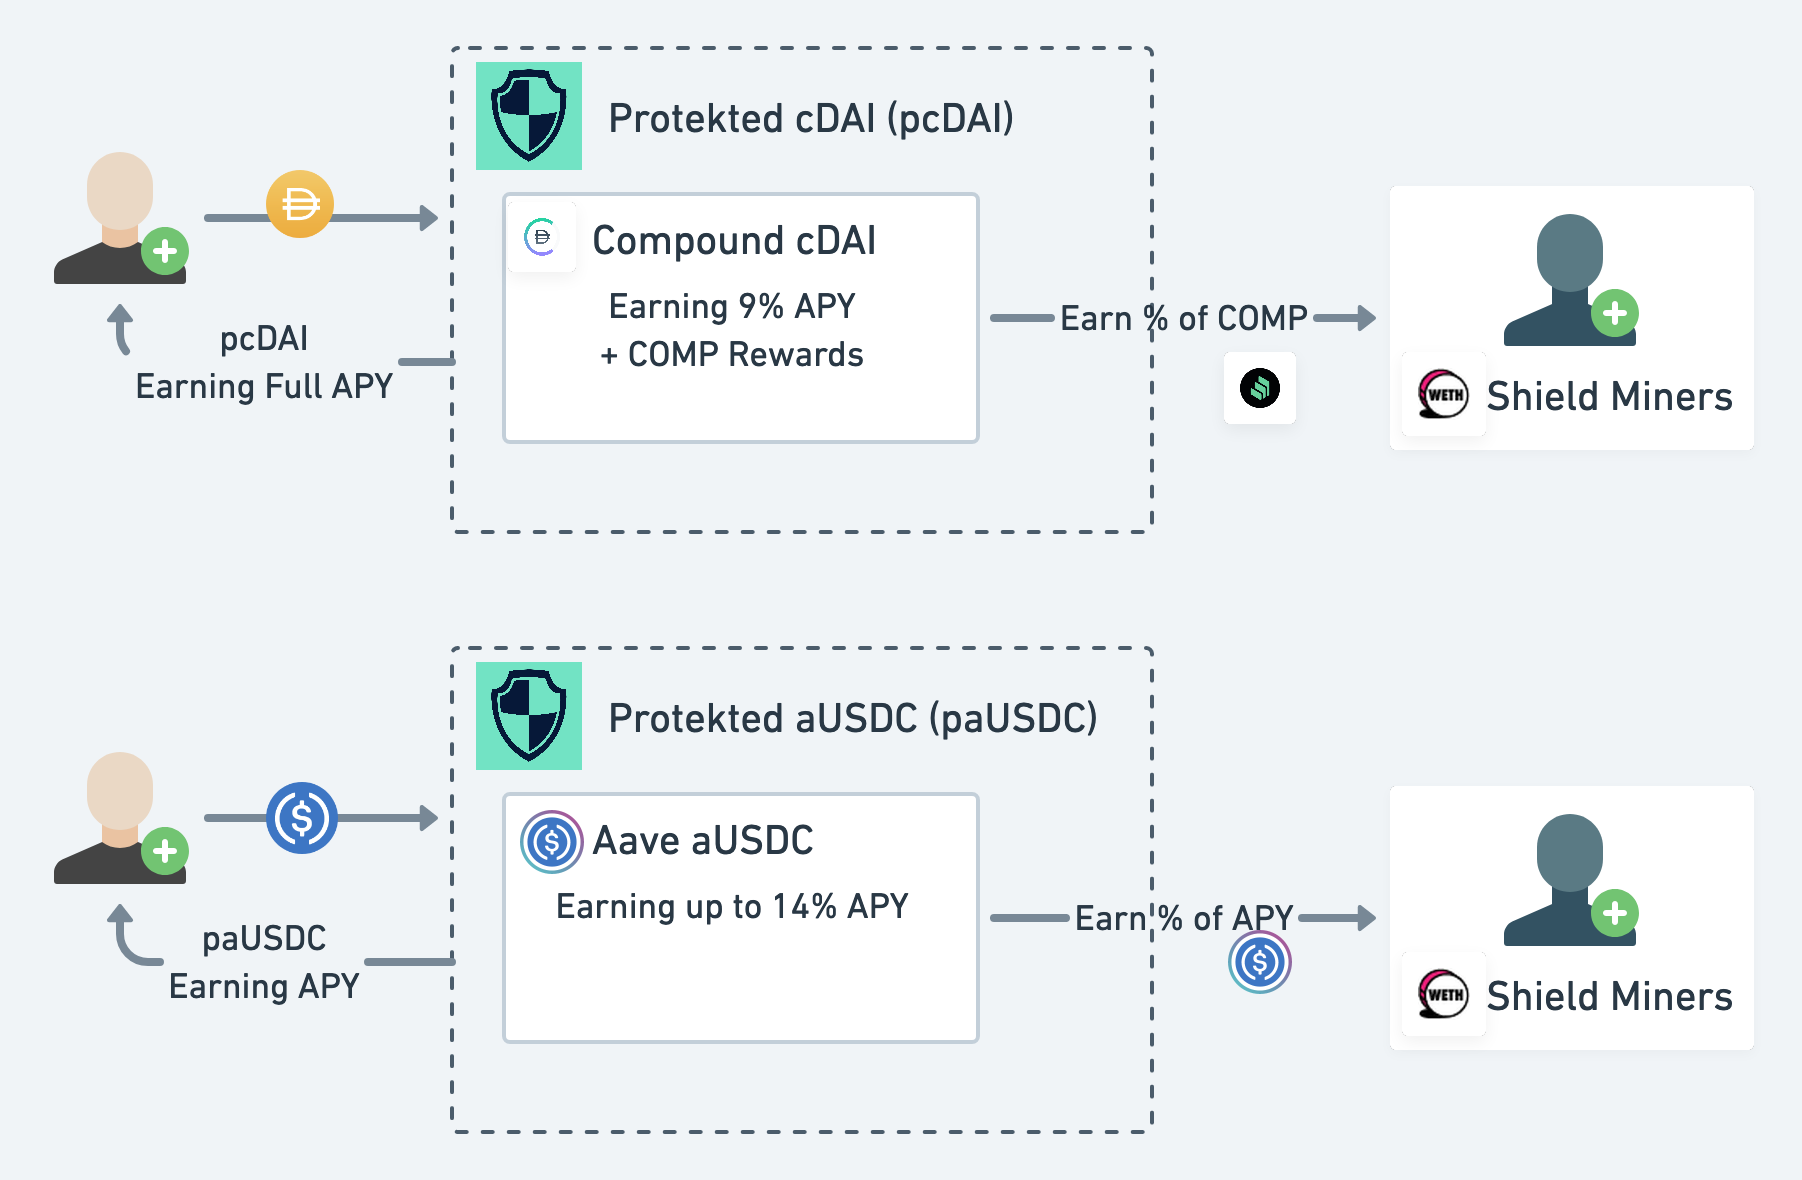 Protekted cDAI (pcDAI)
Compound cDAI
Earning 9% APY
+ COMP Rewards
pcDAI
Earning Full APY
Earn % of COMP
WETH
Shield Miners
Protekted aUSDC (paUSDC)
Aave aUSDC
Earning up to 14% APY
paUSDC
Earning APY
Earn % of APY
WETH
Shield Miners